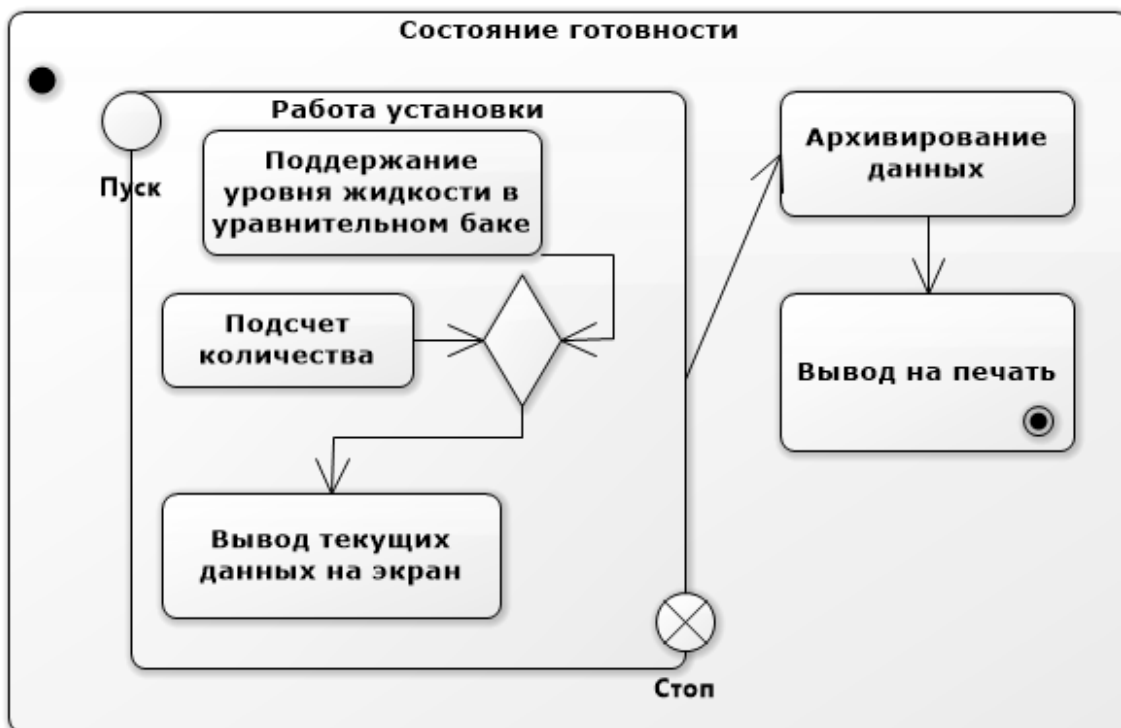 Состояние готовности
Работа установки
Пуск
Поддержание
уровня жидкости в
уравнительном баке
Подсчет
количества
Вывод текущих
данных на экран
Стоп
Архивирование
данных
Вывод на печать